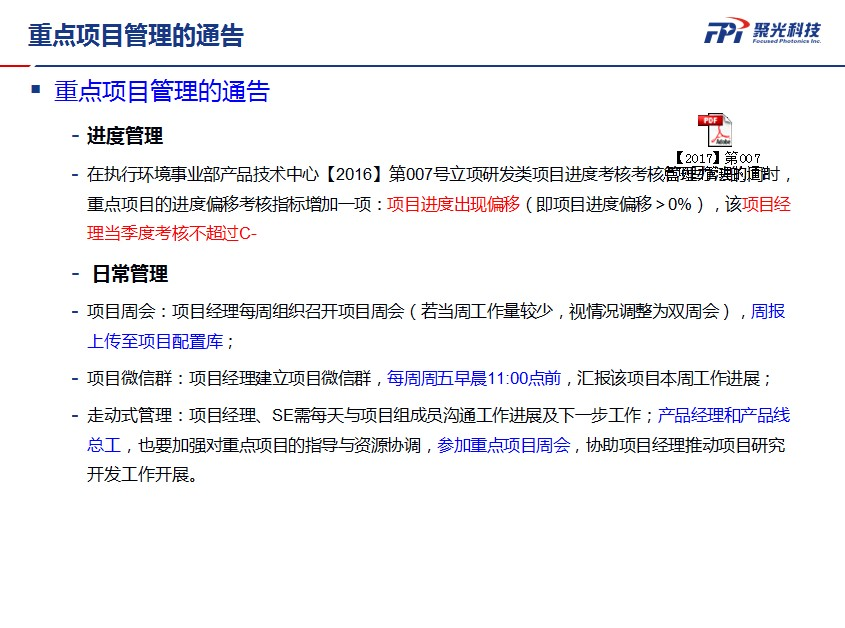 重点项目管理的通告
FPI 聚光科技
Focused Photonics Inc.
▪ 重点项目管理的通告
- 进度管理
PDF
Adobe
【2017】第007
- 在执行环境事业部产品技术中心【2016】第007号立项研发类项目进度考核考核管理办法的同时，
重点项目的进度偏移考核指标增加一项：项目进度出现偏移（即项目进度偏移＞0%），该项目经
理当季度考核不超过C-
- 日常管理
- 项目周会：项目经理每周组织召开项目周会（若当周工作量较少，视情况调整为双周会），周报
上传至项目配置库；
- 项目微信群：项目经理建立项目微信群，每周周五早晨11:00点前，汇报该项目本周工作进展；
- 走动式管理：项目经理、SE需每天与项目组成员沟通工作进展及下一步工作；产品经理和产品线
总工，也要加强对重点项目的指导与资源协调，参加重点项目周会，协助项目经理推动项目研究
开发工作开展。